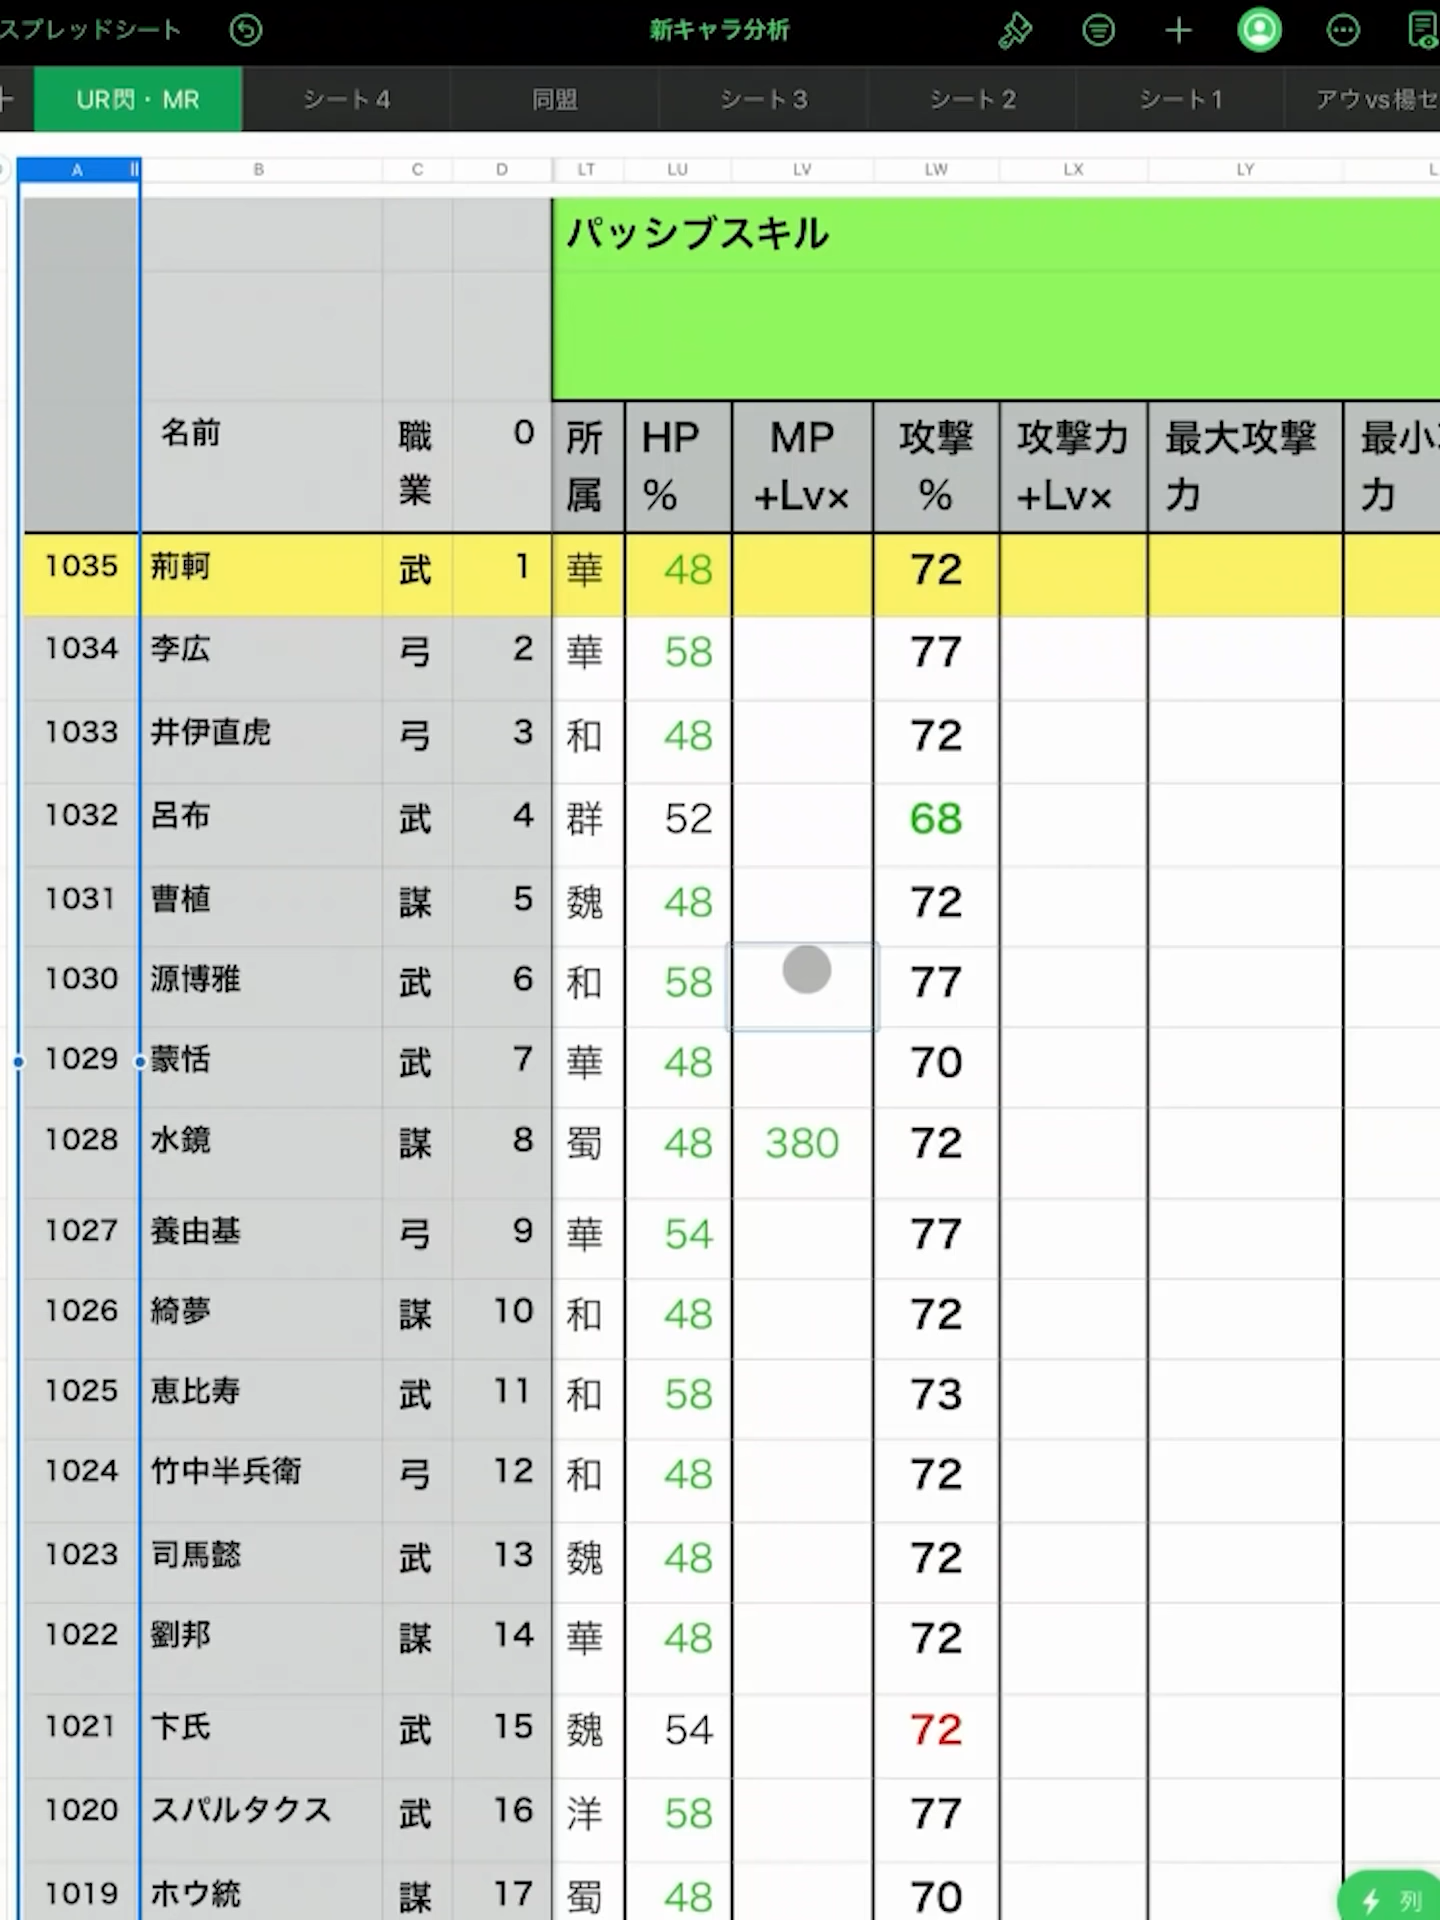 スプレッドシート 新キャラ分析
UR閃・MR シート4 同盟 シート3 シート2 シート1 アウvs楊セ
A B C D LT LU LV LW LX LY
パッシブスキル
名前 職業 0 所属 HP % MP +Lv× 攻撃 % 攻撃力 +Lv× 最大攻撃力 最小 力
1035 荊軻 武 1 華 48 72
1034 李広 弓 2 華 58 77
1033 井伊直虎 弓 3 和 48 72
1032 呂布 武 4 群 52 68
1031 曹植 謀 5 魏 48 72
1030 源博雅 武 6 和 58 77
1029 蒙恬 武 7 華 48 70
1028 水鏡 謀 8 蜀 48 380 72
1027 養由基 弓 9 華 54 77
1026 綺夢 謀 10 和 48 72
1025 恵比寿 武 11 和 58 73
1024 竹中半兵衛 弓 12 和 48 72
1023 司馬懿 武 13 魏 48 72
1022 劉邦 謀 14 華 48 72
1021 卞氏 武 15 魏 54 72
1020 スパルタクス 武 16 洋 58 77
1019 ホウ統 謀 17 蜀 48 70
列